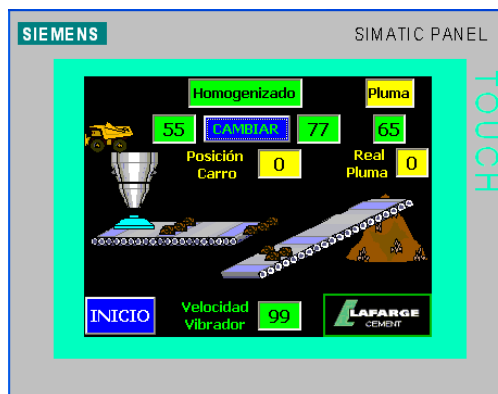 SIEMENS SIMATIC PANEL
TOUCH
Homogenizado Pluma
55 CAMBIAR 77 65
Posición Carro 0 Real Pluma 0
INICIO Velocidad Vibrador 99 LAFARGE CEMENT